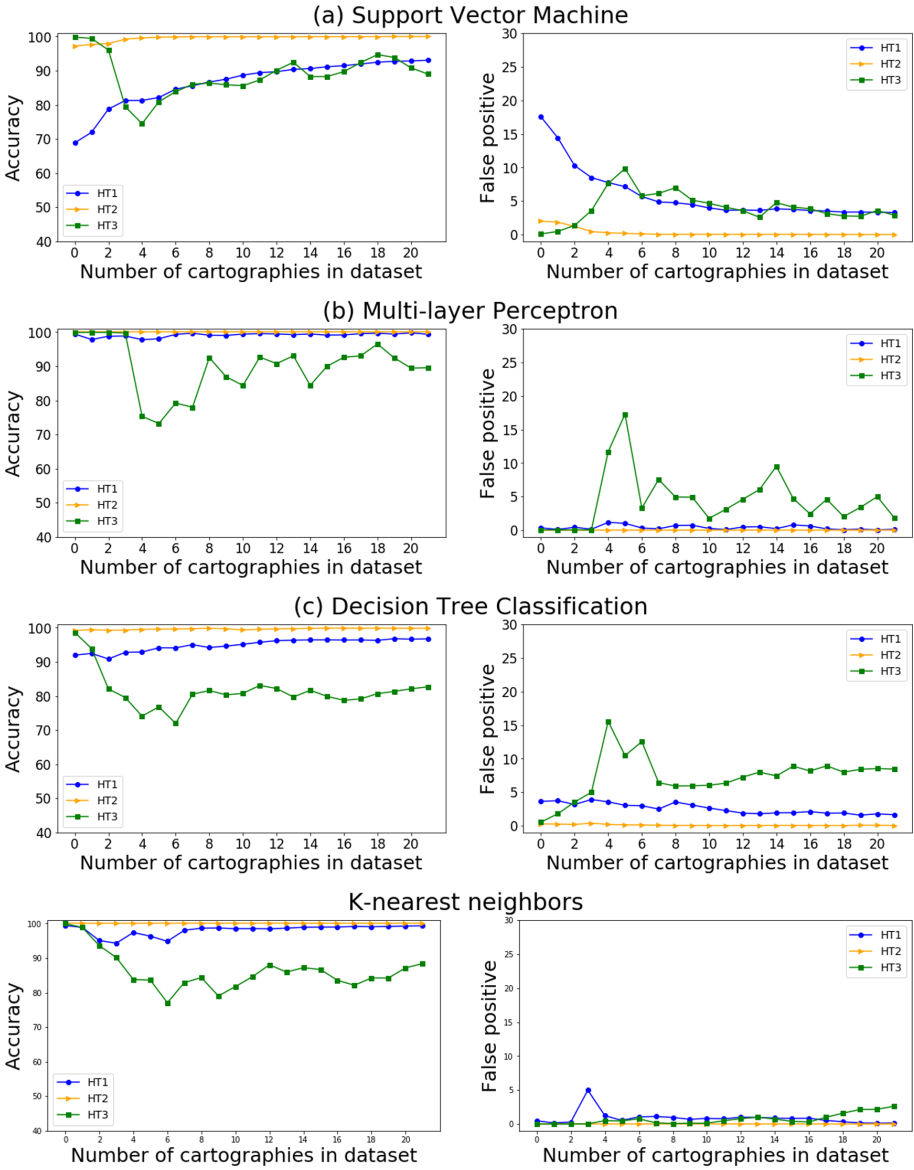 (a) Support Vector Machine
100
90
80
70
60
50
40
Accuracy
HT1
HT2
HT3
0 2 4 6 8 10 12 14 16 18 20
Number of cartographies in dataset
30
25
20
15
10
5
0
False positive
HT1
HT2
HT3
0 2 4 6 8 10 12 14 16 18 20
Number of cartographies in dataset
(b) Multi-layer Perceptron
100
90
80
70
60
50
40
Accuracy
HT1
HT2
HT3
0 2 4 6 8 10 12 14 16 18 20
Number of cartographies in dataset
30
25
20
15
10
5
0
False positive
HT1
HT2
HT3
0 2 4 6 8 10 12 14 16 18 20
Number of cartographies in dataset
(c) Decision Tree Classification
100
90
80
70
60
50
40
Accuracy
HT1
HT2
HT3
0 2 4 6 8 10 12 14 16 18 20
Number of cartographies in dataset
30
25
20
15
10
5
0
False positive
HT1
HT2
HT3
0 2 4 6 8 10 12 14 16 18 20
Number of cartographies in dataset
K-nearest neighbors
100
90
80
70
60
50
40
Accuracy
HT1
HT2
HT3
0 2 4 6 8 10 12 14 16 18 20
Number of cartographies in dataset
30
25
20
15
10
5
0
False positive
HT1
HT2
HT3
0 2 4 6 8 10 12 14 16 18 20
Number of cartographies in dataset